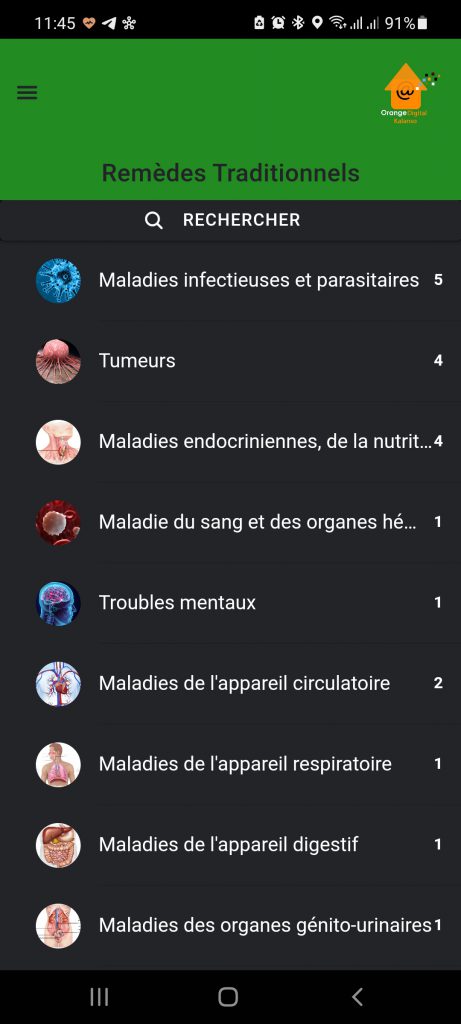 11:45
91%
@
OrangeDigital
Kalanso
Remèdes Traditionnels
RECHERCHER
Maladies infectieuses et parasitaires 5
Tumeurs 4
Maladies endocriniennes, de la nutrit... 4
Maladie du sang et des organes hé... 1
Troubles mentaux 1
Maladies de l'appareil circulatoire 2
Maladies de l'appareil respiratoire 1
Maladies de l'appareil digestif 1
Maladies des organes génito-urinaires 1